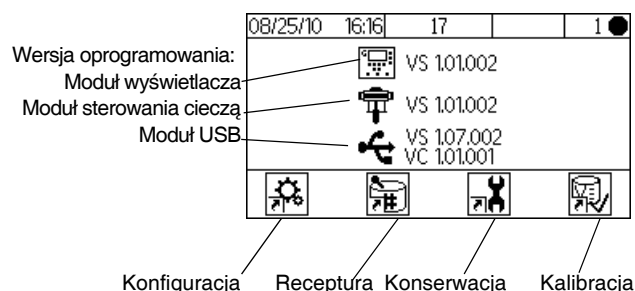 08/25/10 16:16 17 1
Wersja oprogramowania:
Moduł wyświetlacza VS 1.01.002
Moduł sterowania cieczą VS 1.01.002
Moduł USB VS 1.07.002
VC 1.01.001
Konfiguracja Receptura Konserwacja Kalibracja